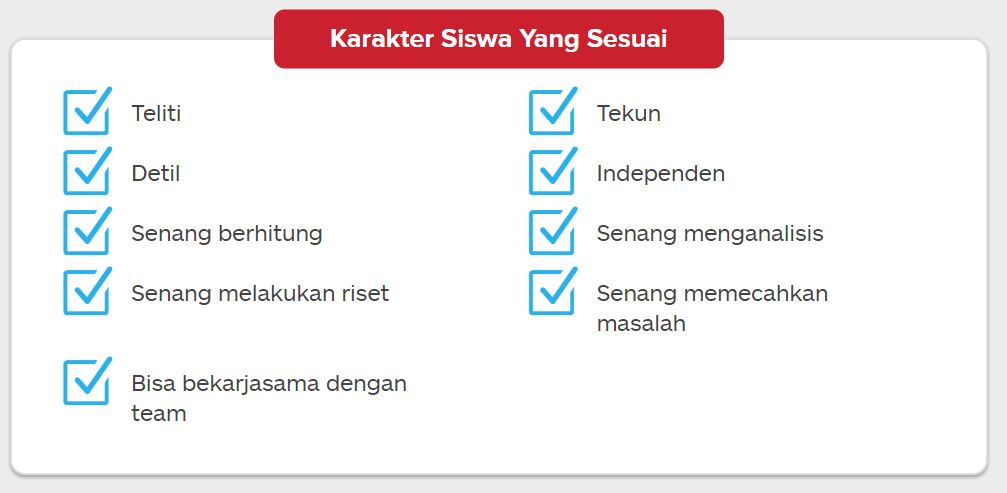 Karakter Siswa Yang Sesuai
Teliti
Tekun
Detil
Independen
Senang berhitung
Senang menganalisis
Senang melakukan riset
Senang memecahkan
masalah
Bisa bekarjasama dengan
team